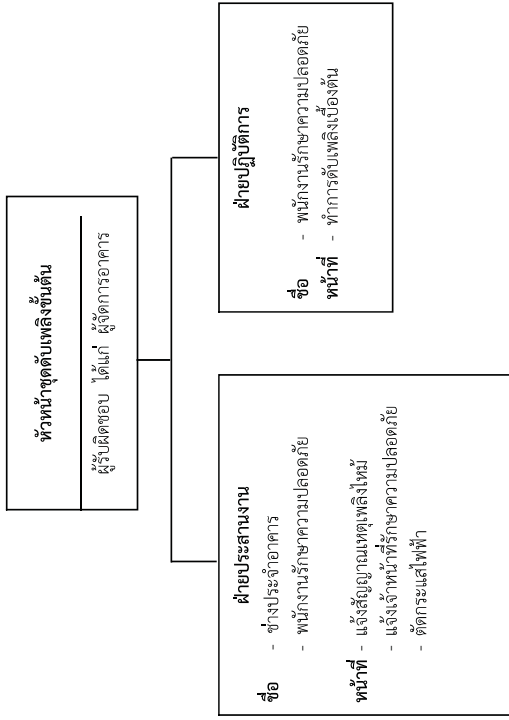 หัวหน้าชุดดับเพลิงขั้นต้น
ผู้รับผิดชอบ ได้แก่ ผู้จัดการอาคาร
ฝ่ายประสานงาน
ชื่อ - ช่างประจำอาคาร
- พนักงานรักษาความปลอดภัย
หน้าที่ - แจ้งสัญญาณเหตุเพลิงไหม้
- แจ้งเจ้าหน้าที่รักษาความปลอดภัย
- ตัดกระแสไฟฟ้า
ฝ่ายปฏิบัติการ
ชื่อ - พนักงานรักษาความปลอดภัย
หน้าที่ - ทำการดับเพลิงเบื้องต้น